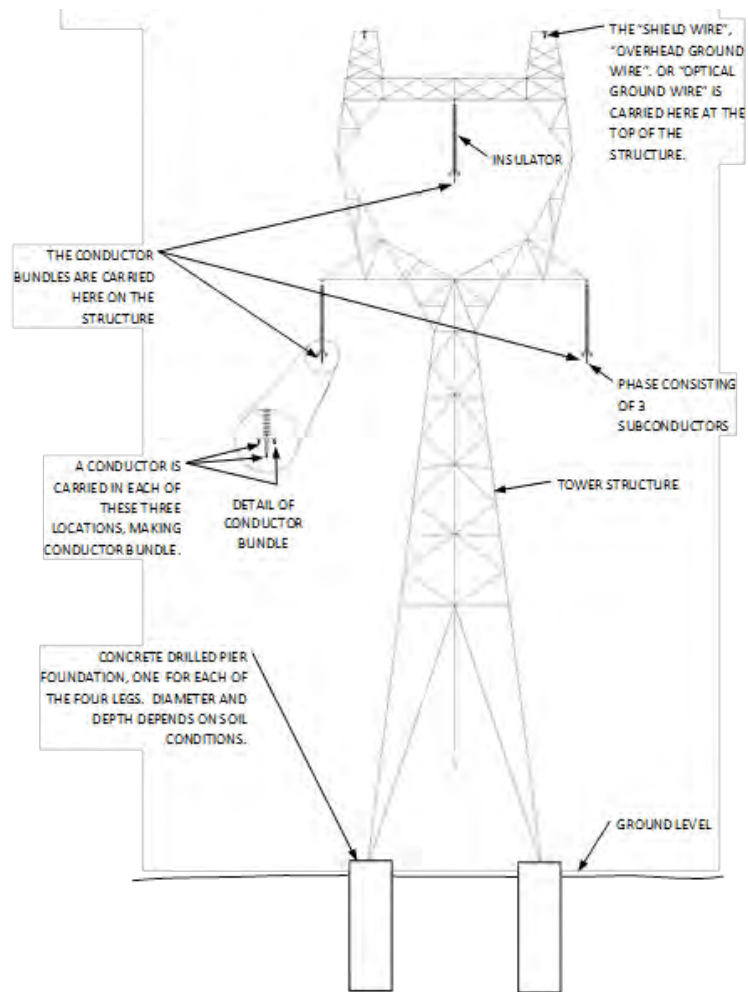 THE "SHIELD WIRE",
"OVERHEAD GROUND
WIRE". OR "OPTICAL
GROUND WIRE" IS
CARRIED HERE AT THE
TOP OF THE
STRUCTURE.
INSULATOR
THE CONDUCTOR
BUNDLES ARE CARRIED
HERE ON THE
STRUCTURE
PHASE CONSISTING
OF 3
SUBCONDUCTORS
A CONDUCTOR IS
CARRIED IN EACH OF
THESE THREE
LOCATIONS, MAKING
CONDUCTOR BUNDLE.
DETAIL OF
CONDUCTOR
BUNDLE
TOWER STRUCTURE
CONCRETE DRILLED PIER
FOUNDATION, ONE FOR EACH OF
THE FOUR LEGS. DIAMETER AND
DEPTH DEPENDS ON SOIL
CONDITIONS.
GROUND LEVEL